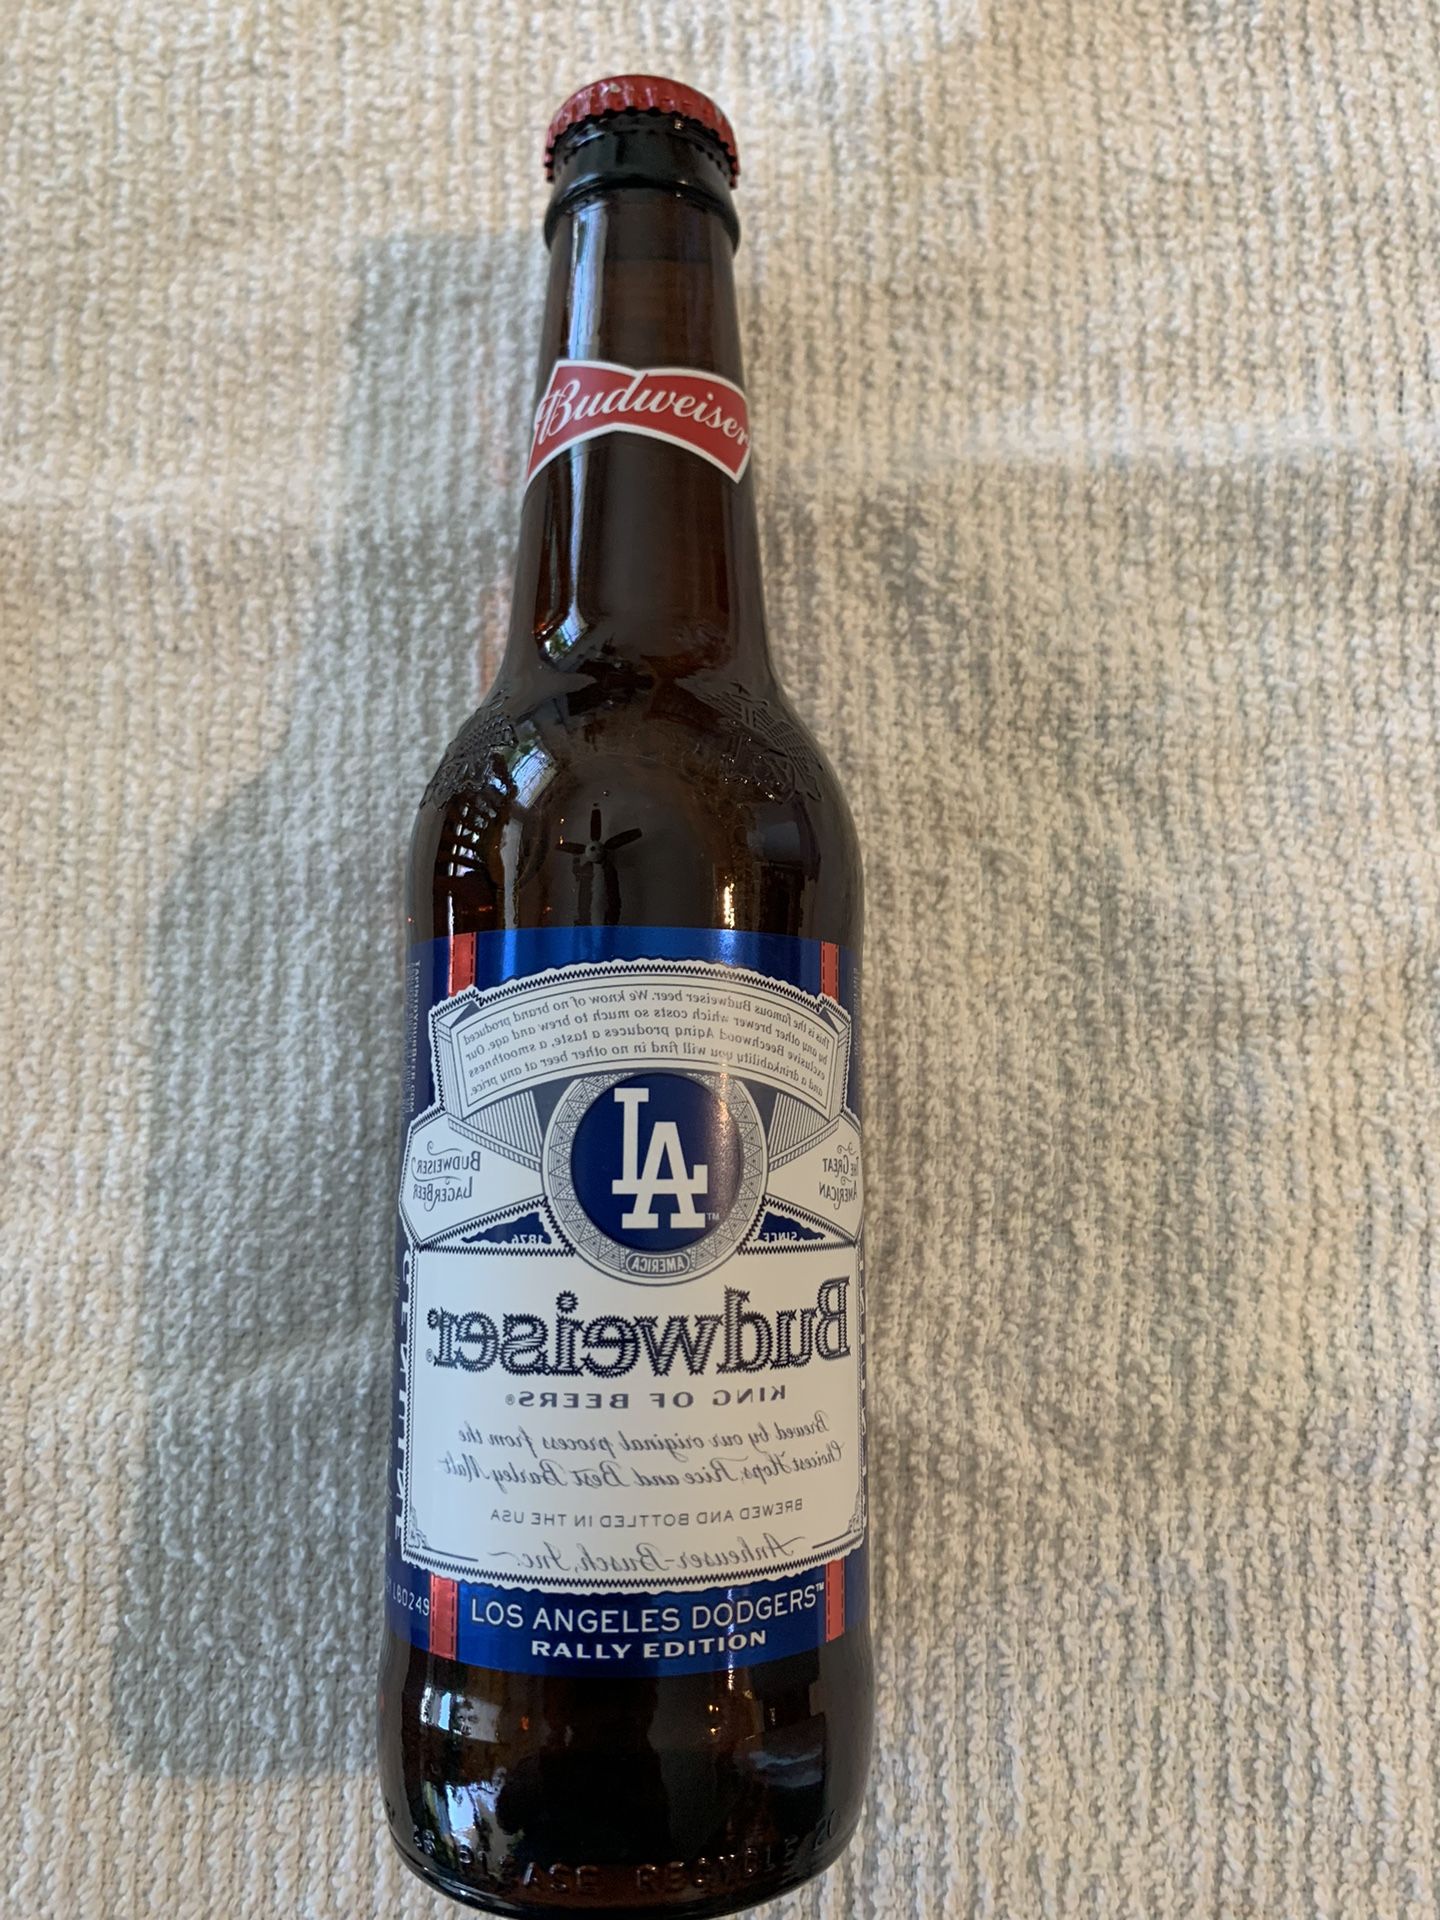 Budweiser
This is the famous Budweiser beer. We know of no brand produced
by any other brewer which costs so much to brew and age. Our
exclusive Beechwood Aging produces a taste, a smoothness
and a drinkability you will find in no other beer at any price.
LA
THE GREAT AMERICAN
BUDWEISER LAGER BEER
SINCE 1876
AMERICA
Budweiser®
KING OF BEERS®
Brewed by our original process from the
Choicest Hops, Rice and Best Barley Malt
BREWED AND BOTTLED IN THE USA
Anheuser-Busch, Inc.
LOS ANGELES DODGERS™
RALLY EDITION
LB0249
PLEASE RECYCLE